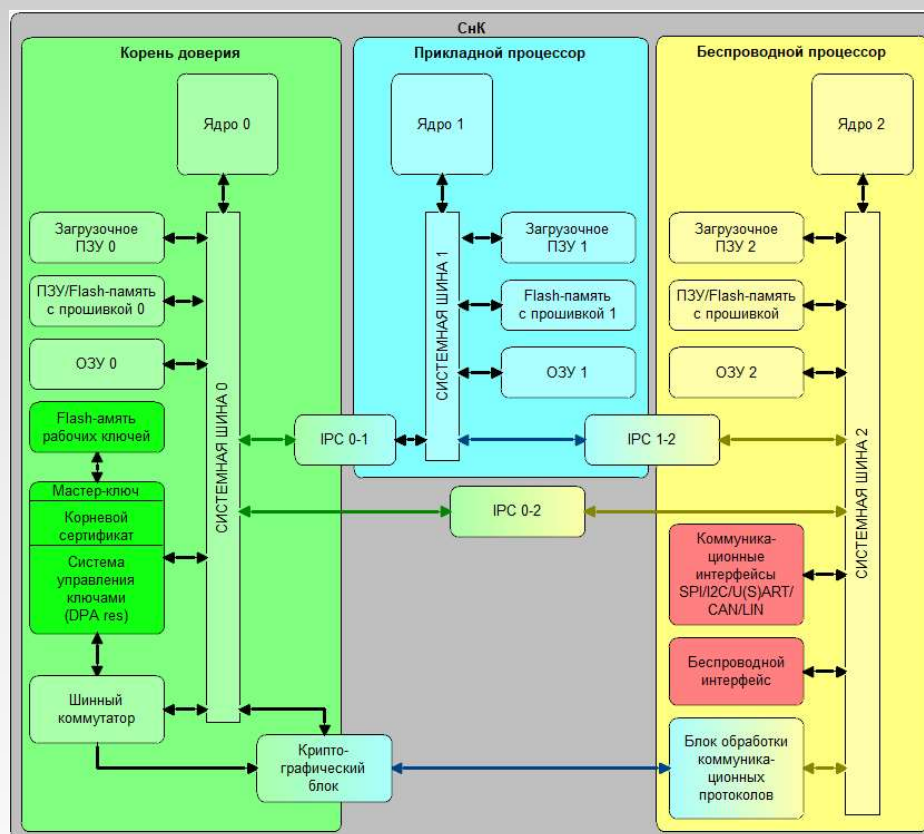 СнК
Корень доверия
Ядро 0
Загрузочное
ПЗУ 0
ПЗУ/Flash-память
с прошивкой 0
ОЗУ 0
Flash-амять
рабочих ключей
Мастер-ключ
Корневой
сертификат
Система
управления
ключами
(DPA res)
Шинный
коммутатор
СИСТЕМНАЯ ШИНА 0
Крипто-
графический
блок
IPC 0-1
IPC 0-2
Прикладной процессор
Ядро 1
СИСТЕМНАЯ ШИНА 1
Загрузочное
ПЗУ 1
Flash-память
с прошивкой 1
ОЗУ 1
IPC 1-2
Беспроводной процессор
Ядро 2
Загрузочное
ПЗУ 2
ПЗУ/Flash-память
с прошивкой
ОЗУ 2
СИСТЕМНАЯ ШИНА 2
Коммуника-
ционные
интерфейсы
SPI/I2C/U(S)ART/
CAN/LIN
Беспроводной
интерфейс
Блок обработки
коммуника-
ционных
протоколов